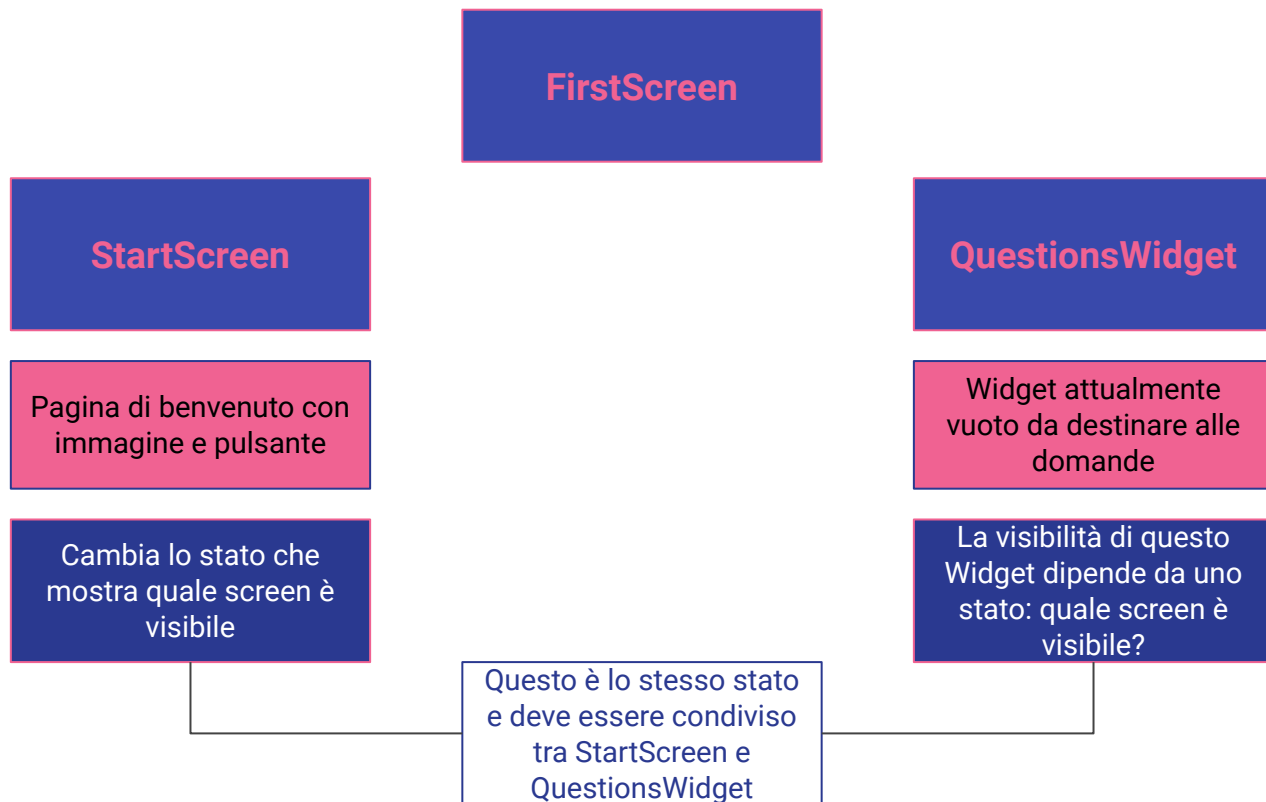 FirstScreen
StartScreen
QuestionsWidget
Pagina di benvenuto con
immagine e pulsante
Widget attualmente
vuoto da destinare alle
domande
Cambia lo stato che
mostra quale screen è
visibile
La visibilità di questo
Widget dipende da uno
stato: quale screen è
visibile?
Questo è lo stesso stato
e deve essere condiviso
tra StartScreen e
QuestionsWidget